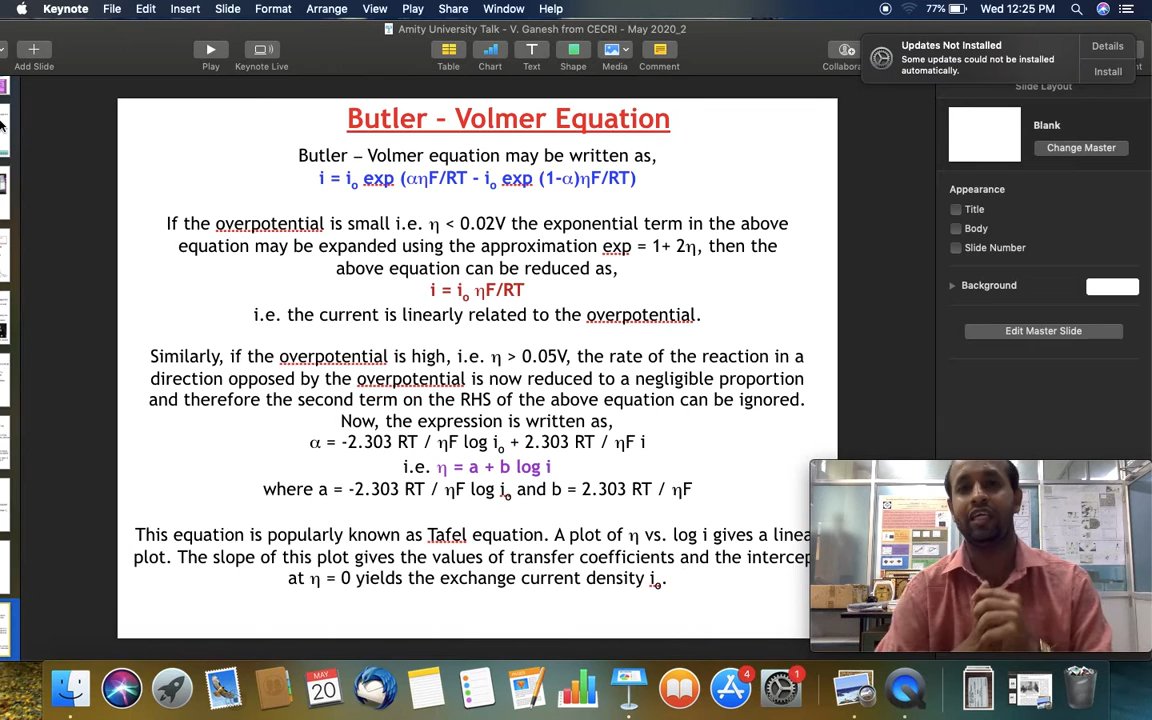 Keynote File Edit Insert Slide Format Arrange View Play Share Window Help 77% Wed 12:25 PM
Amity University Talk - V. Ganesh from CECRI - May 2020_2
Add Slide Play Keynote Live Table Chart Text Shape Media Comment Collabora
Updates Not Installed
Some updates could not be installed
automatically.
Details
Install
Slide Layout
Blank
Change Master
Appearance
Title
Body
Slide Number
Background
Edit Master Slide
Butler - Volmer Equation
Butler – Volmer equation may be written as,
i = io exp (αηF/RT - io exp (1-α)ηF/RT)
If the overpotential is small i.e. η < 0.02V the exponential term in the above
equation may be expanded using the approximation exp = 1+ 2η, then the
above equation can be reduced as,
i = io ηF/RT
i.e. the current is linearly related to the overpotential.
Similarly, if the overpotential is high, i.e. η > 0.05V, the rate of the reaction in a
direction opposed by the overpotential is now reduced to a negligible proportion
and therefore the second term on the RHS of the above equation can be ignored.
Now, the expression is written as,
α = -2.303 RT / ηF log io + 2.303 RT / ηF i
i.e. η = a + b log i
where a = -2.303 RT / ηF log io and b = 2.303 RT / ηF
This equation is popularly known as Tafel equation. A plot of η vs. log i gives a linea
plot. The slope of this plot gives the values of transfer coefficients and the intercep
at η = 0 yields the exchange current density io.
MAY
20
4
1